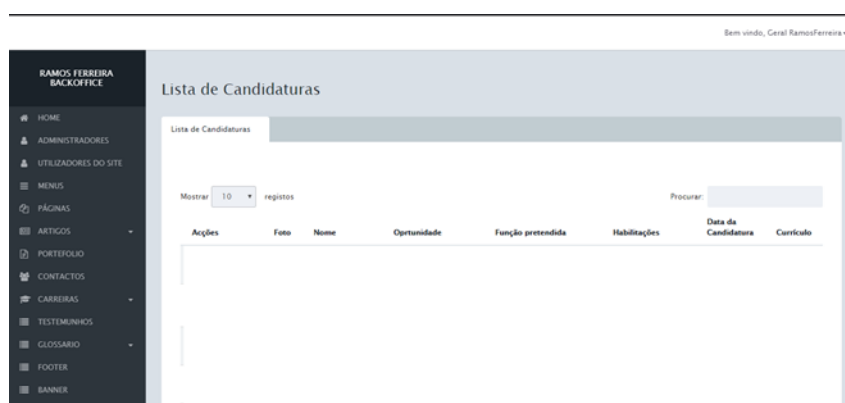 Bem vindo, Geral RamosFerreira
RAMOS FERREIRA
BACKOFFICE
HOME
ADMINISTRADORES
UTILIZADORES DO SITE
MENUS
PÁGINAS
ARTIGOS
PORTEFOLIO
CONTACTOS
CARREIRAS
TESTEMUNHOS
GLOSSARIO
FOOTER
BANNER
Lista de Candidaturas
Lista de Candidaturas
Mostrar 10 registos
Procurar:
Acções Foto Nome Oprtunidade Função pretendida Habilitações Data da Candidatura Currículo